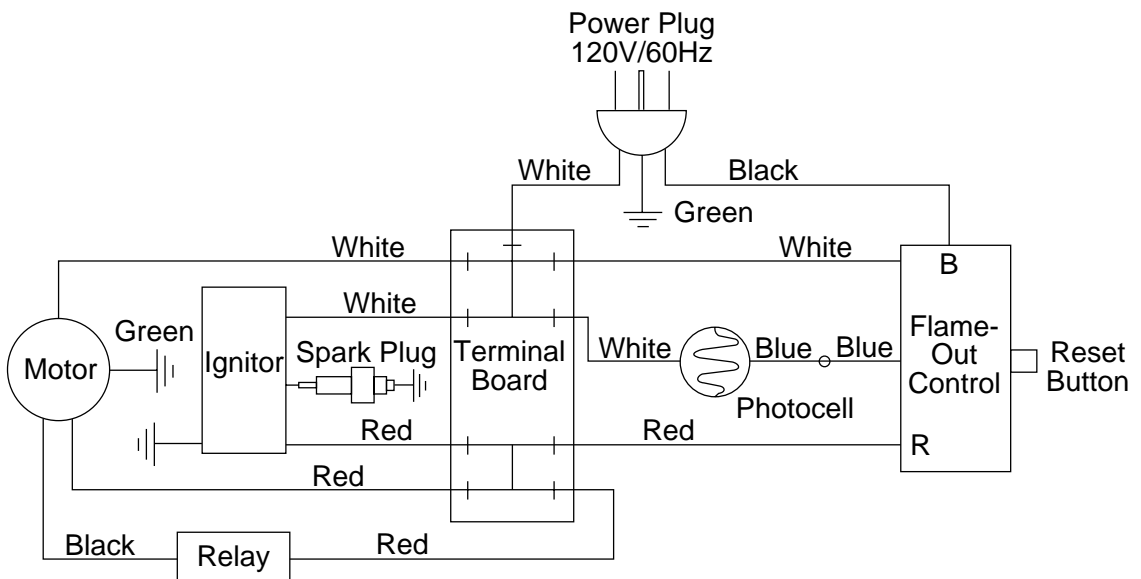 Power Plug
120V/60Hz
White
Black
Green
White
White
B
White
Green
Ignitor
Spark Plug
Terminal
Board
White
Blue
Blue
Flame-
Out
Control
Reset
Button
Motor
Photocell
Red
Red
R
Red
Black
Relay
Red